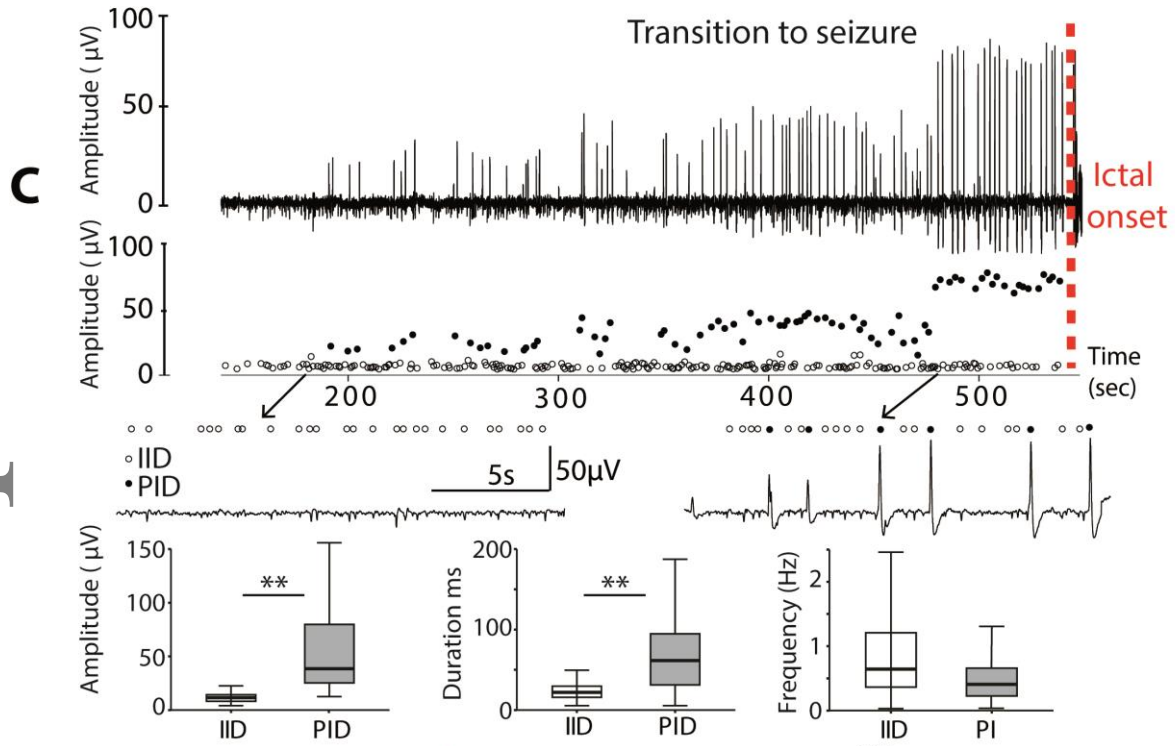 C
Amplitude ( µV)
100
50
0
Transition to seizure
Ictal
onset
Amplitude ( µV)
100
50
0
200
300
400
500
Time
(sec)
IID
PID
5s
50µV
Amplitude (µV)
150
100
50
0
**
IID
PID
Duration ms
200
100
0
**
IID
PID
Frequency (Hz)
2
1
0
IID
PI